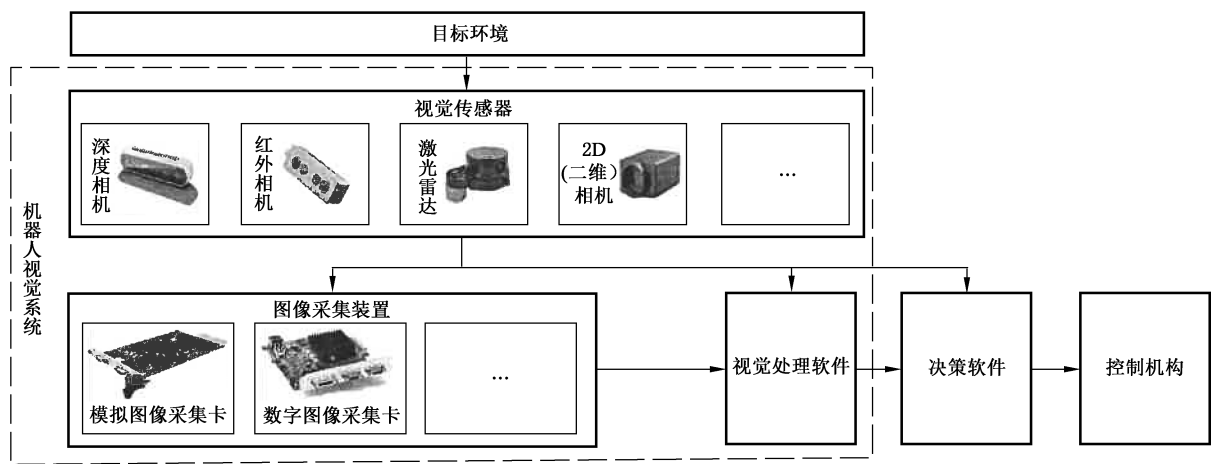 目标环境
视觉传感器
深度相机
红外相机
激光雷达
2D
(二维)
相机
...
机器人视觉系统
图像采集装置
模拟图像采集卡
数字图像采集卡
...
视觉处理软件
决策软件
控制机构